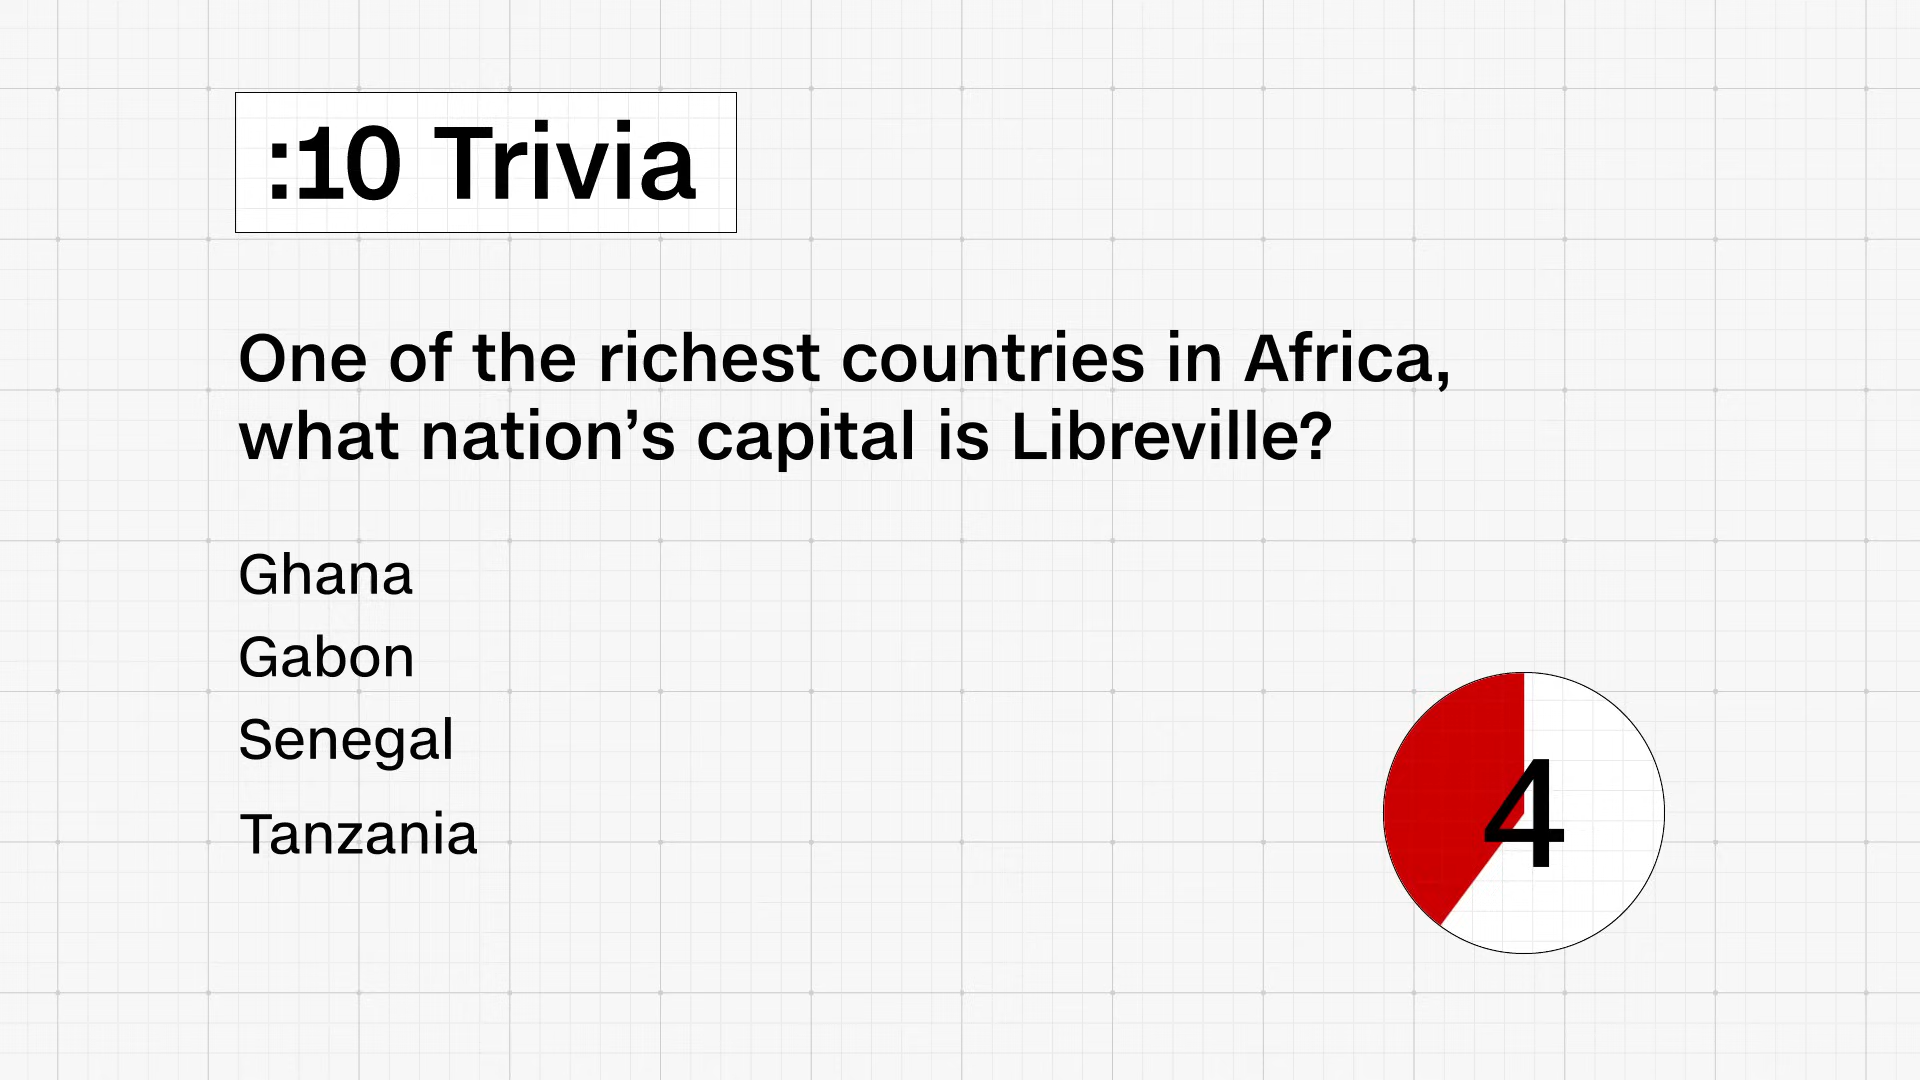 :10 Trivia
One of the richest countries in Africa,
what nation’s capital is Libreville?
Ghana
Gabon
Senegal
Tanzania
4